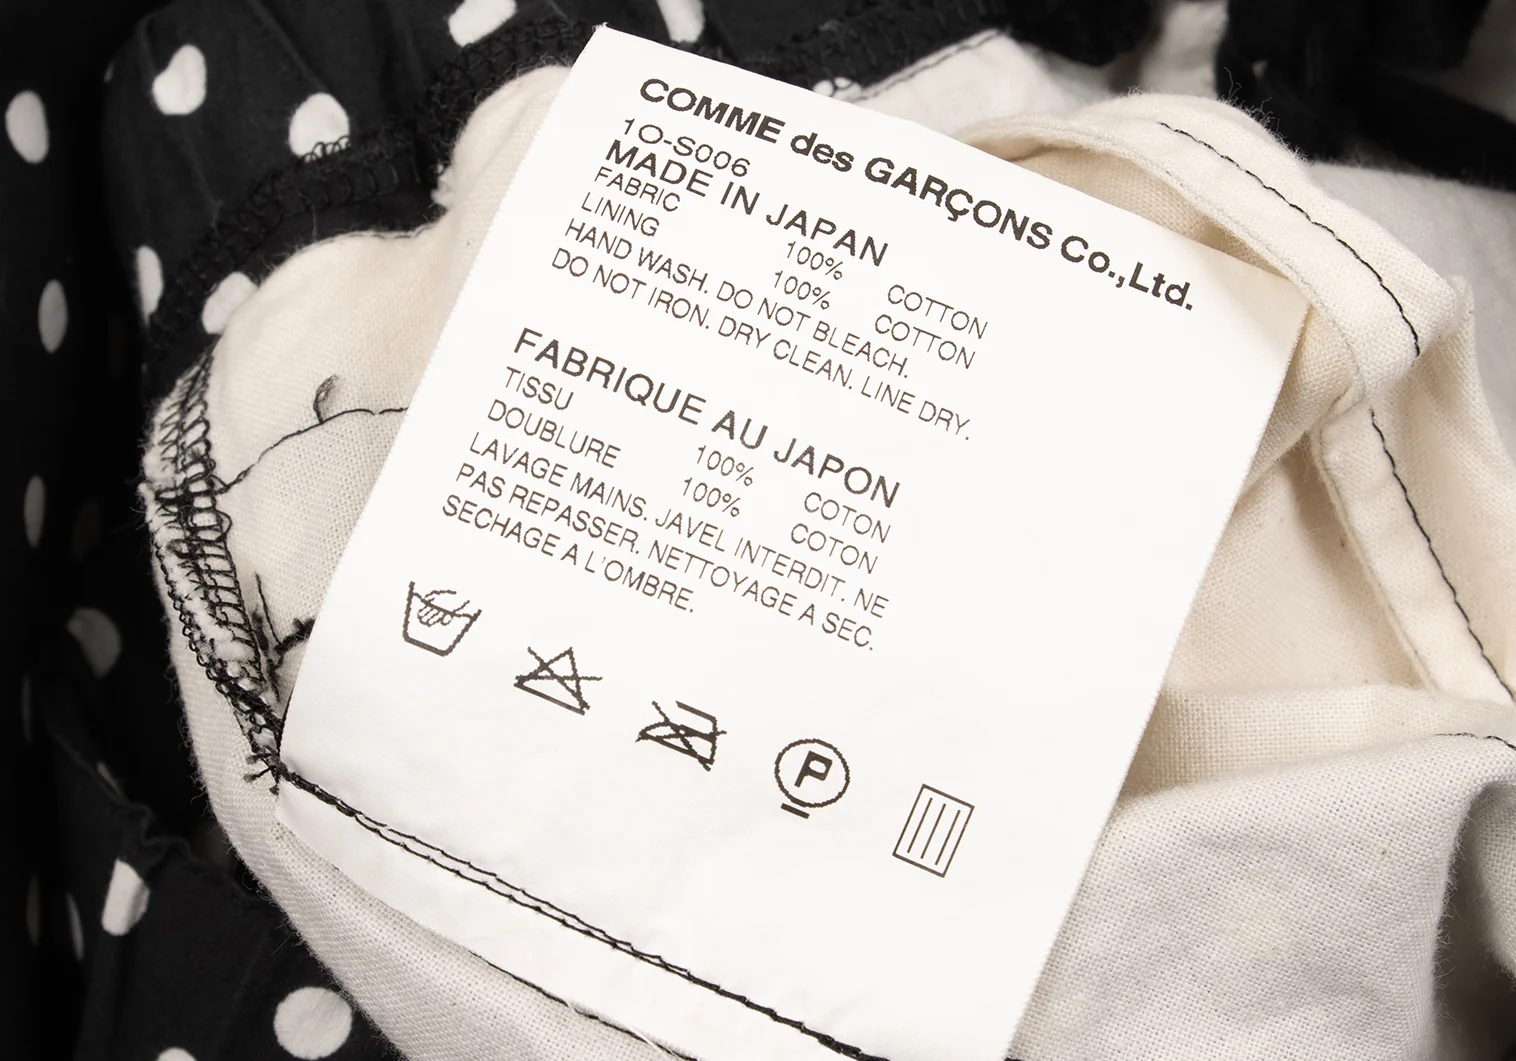 COMME des GARÇONS Co.,Ltd.
1O-S006
MADE IN JAPAN
FABRIC 100% COTTON
LINING 100% COTTON
HAND WASH. DO NOT BLEACH.
DO NOT IRON. DRY CLEAN. LINE DRY.
FABRIQUE AU JAPON
TISSU 100% COTON
DOUBLURE 100% COTON
LAVAGE MAINS. JAVEL INTERDIT. NE
PAS REPASSER. NETTOYAGE A SEC.
SECHAGE A L'OMBRE.
P